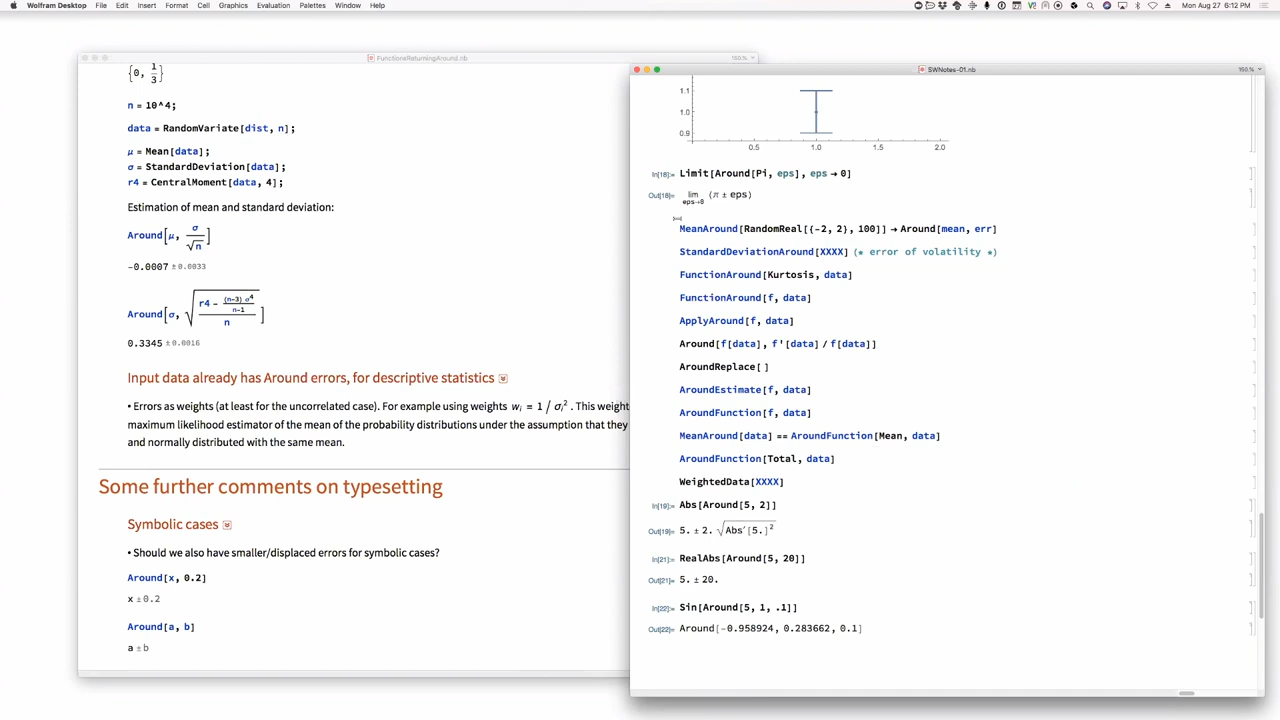 Wolfram Desktop File Edit Insert Format Cell Graphics Evaluation Palettes Window Help
Mon Aug 27 6:12 PM
FunctionsReturningAround.nb
150%
{0, 1/3}
n = 10^4;
data = RandomVariate[dist, n];
μ = Mean[data];
σ = StandardDeviation[data];
r4 = CentralMoment[data, 4];
Estimation of mean and standard deviation:
Around[μ, σ/√n]
-0.0007 ± 0.0033
Around[σ, √((r4 - ((n-3) σ^4)/(n-1))/n)]
0.3345 ± 0.0016
Input data already has Around errors, for descriptive statistics
• Errors as weights (at least for the uncorrelated case). For example using weights w_i = 1 / σ_i^2. This weight
maximum likelihood estimator of the mean of the probability distributions under the assumption that they
and normally distributed with the same mean.
Some further comments on typesetting
Symbolic cases
• Should we also have smaller/displaced errors for symbolic cases?
Around[x, 0.2]
x ± 0.2
Around[a, b]
a ± b
SWNotes-01.nb
150%
1.1
1.0
0.9
0.5 1.0 1.5 2.0
In[18]:= Limit[Around[Pi, eps], eps → 0]
Out[18]= lim eps→0 (π ± eps)
MeanAround[RandomReal[{-2, 2}, 100]] → Around[mean, err]
StandardDeviationAround[XXXX] (* error of volatility *)
FunctionAround[Kurtosis, data]
FunctionAround[f, data]
ApplyAround[f, data]
Around[f[data], f'[data] / f[data]]
AroundReplace[ ]
AroundEstimate[f, data]
AroundFunction[f, data]
MeanAround[data] == AroundFunction[Mean, data]
AroundFunction[Total, data]
WeightedData[XXXX]
In[19]:= Abs[Around[5, 2]]
Out[19]= 5. ± 2. √(Abs′[5.]^2)
In[21]:= RealAbs[Around[5, 20]]
Out[21]= 5. ± 20.
In[22]:= Sin[Around[5, 1, .1]]
Out[22]= Around[-0.958924, 0.283662, 0.1]